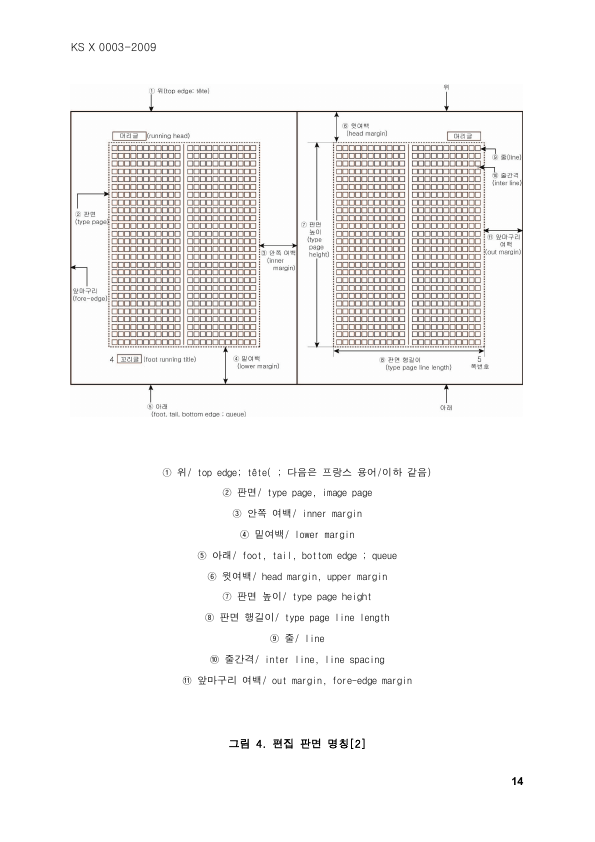 KS X 0003-2009
① 위(top edge; tête)
위
⑥ 윗여백
(head margin)
머리글 (running head)
머리글
⑨ 줄(line)
⑩ 줄간격
(inter line)
② 판면
(type page)
⑦ 판면
높이
(type
page
height)
③ 안쪽 여백
(inner
margin)
⑪ 앞마구리
여백
(out margin)
앞마구리
(fore-edge)
4 꼬리글 (foot running title)
④ 밑여백
(lower margin)
⑧ 판면 행길이
(type page line length)
5
쪽번호
⑤ 아래
(foot, tail, bottom edge ; queue)
아래
① 위/ top edge; tête( ; 다음은 프랑스 용어/이하 같음)
② 판면/ type page, image page
③ 안쪽 여백/ inner margin
④ 밑여백/ lower margin
⑤ 아래/ foot, tail, bottom edge ; queue
⑥ 윗여백/ head margin, upper margin
⑦ 판면 높이/ type page height
⑧ 판면 행길이/ type page line length
⑨ 줄/ line
⑩ 줄간격/ inter line, line spacing
⑪ 앞마구리 여백/ out margin, fore-edge margin
그림 4. 편집 판면 명칭[2]
14